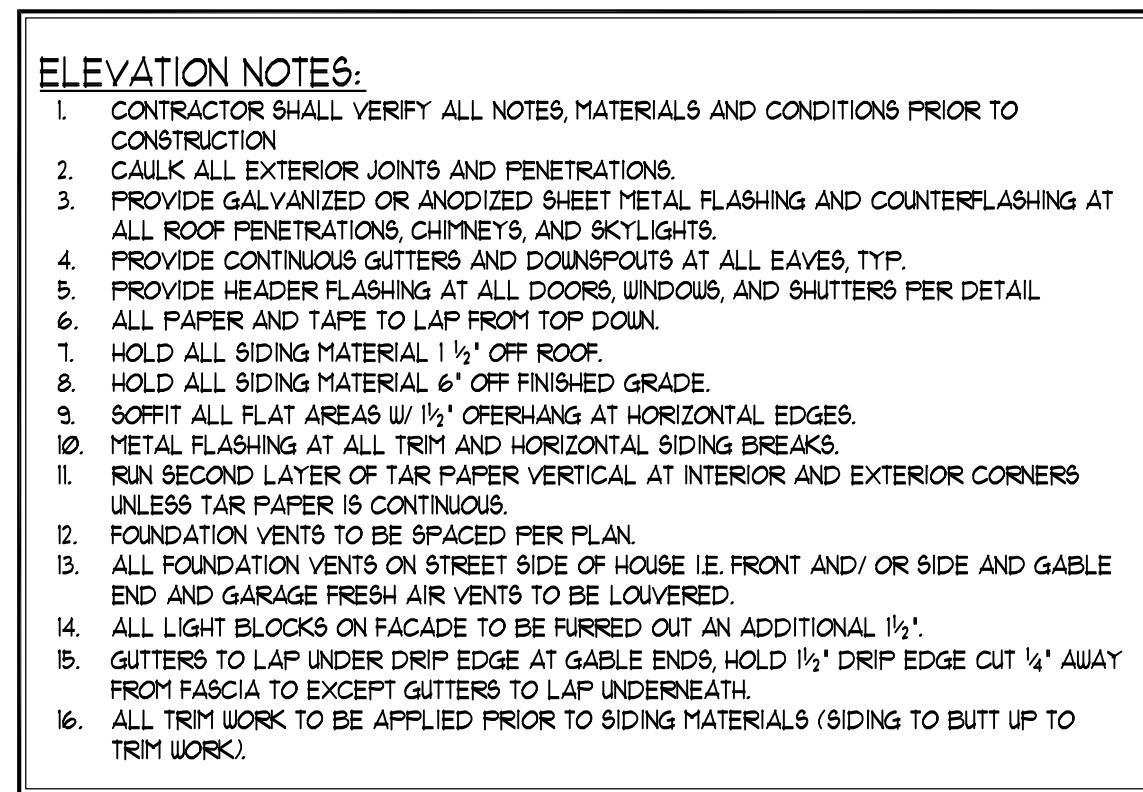 ELEVATION NOTES:
1. CONTRACTOR SHALL VERIFY ALL NOTES, MATERIALS AND CONDITIONS PRIOR TO
CONSTRUCTION
2. CAULK ALL EXTERIOR JOINTS AND PENETRATIONS.
3. PROVIDE GALVANIZED OR ANODIZED SHEET METAL FLASHING AND COUNTERFLASHING AT
ALL ROOF PENETRATIONS, CHIMNEYS, AND SKYLIGHTS.
4. PROVIDE CONTINUOUS GUTTERS AND DOWNSPOUTS AT ALL EAVES, TYP.
5. PROVIDE HEADER FLASHING AT ALL DOORS, WINDOWS, AND SHUTTERS PER DETAIL
6. ALL PAPER AND TAPE TO LAP FROM TOP DOWN.
7. HOLD ALL SIDING MATERIAL 1 ½" OFF ROOF.
8. HOLD ALL SIDING MATERIAL 6" OFF FINISHED GRADE.
9. SOFFIT ALL FLAT AREAS W/ 1½" OFERHANG AT HORIZONTAL EDGES.
10. METAL FLASHING AT ALL TRIM AND HORIZONTAL SIDING BREAKS.
11. RUN SECOND LAYER OF TAR PAPER VERTICAL AT INTERIOR AND EXTERIOR CORNERS
UNLESS TAR PAPER IS CONTINUOUS.
12. FOUNDATION VENTS TO BE SPACED PER PLAN.
13. ALL FOUNDATION VENTS ON STREET SIDE OF HOUSE I.E. FRONT AND/ OR SIDE AND GABLE
END AND GARAGE FRESH AIR VENTS TO BE LOUVERED.
14. ALL LIGHT BLOCKS ON FACADE TO BE FURRED OUT AN ADDITIONAL 1½".
15. GUTTERS TO LAP UNDER DRIP EDGE AT GABLE ENDS, HOLD 1½" DRIP EDGE CUT ¼" AWAY
FROM FASCIA TO EXCEPT GUTTERS TO LAP UNDERNEATH.
16. ALL TRIM WORK TO BE APPLIED PRIOR TO SIDING MATERIALS (SIDING TO BUTT UP TO
TRIM WORK).